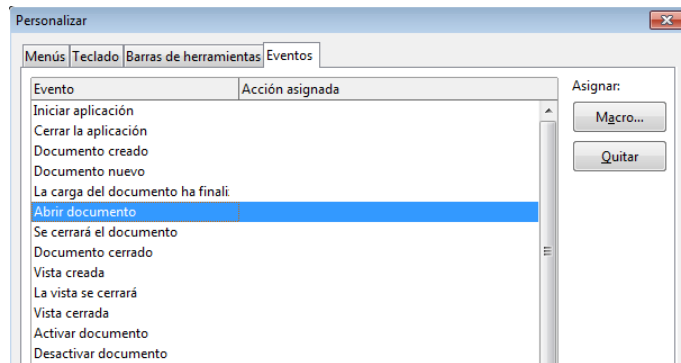 Personalizar
Menús Teclado Barras de herramientas Eventos
Evento Acción asignada Asignar:
Iniciar aplicación
Macro...
Cerrar la aplicación
Documento creado
Quitar
Documento nuevo
La carga del documento ha finali
Abrir documento
Se cerrará el documento
Documento cerrado
Vista creada
La vista se cerrará
Vista cerrada
Activar documento
Desactivar documento